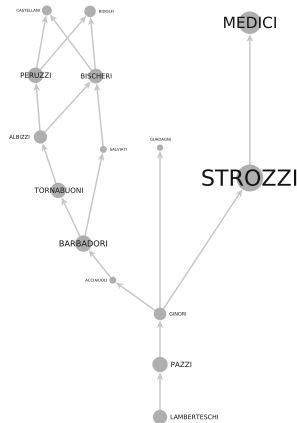 CASTELLANI
RIDOLFI
MEDICI
PERUZZI
BISCHERI
ALBIZZI
GUADAGNI
SALVIATI
STROZZI
TORNABUONI
BARBADORI
ACCIAIUOLI
GINORI
PAZZI
LAMBERTESCHI